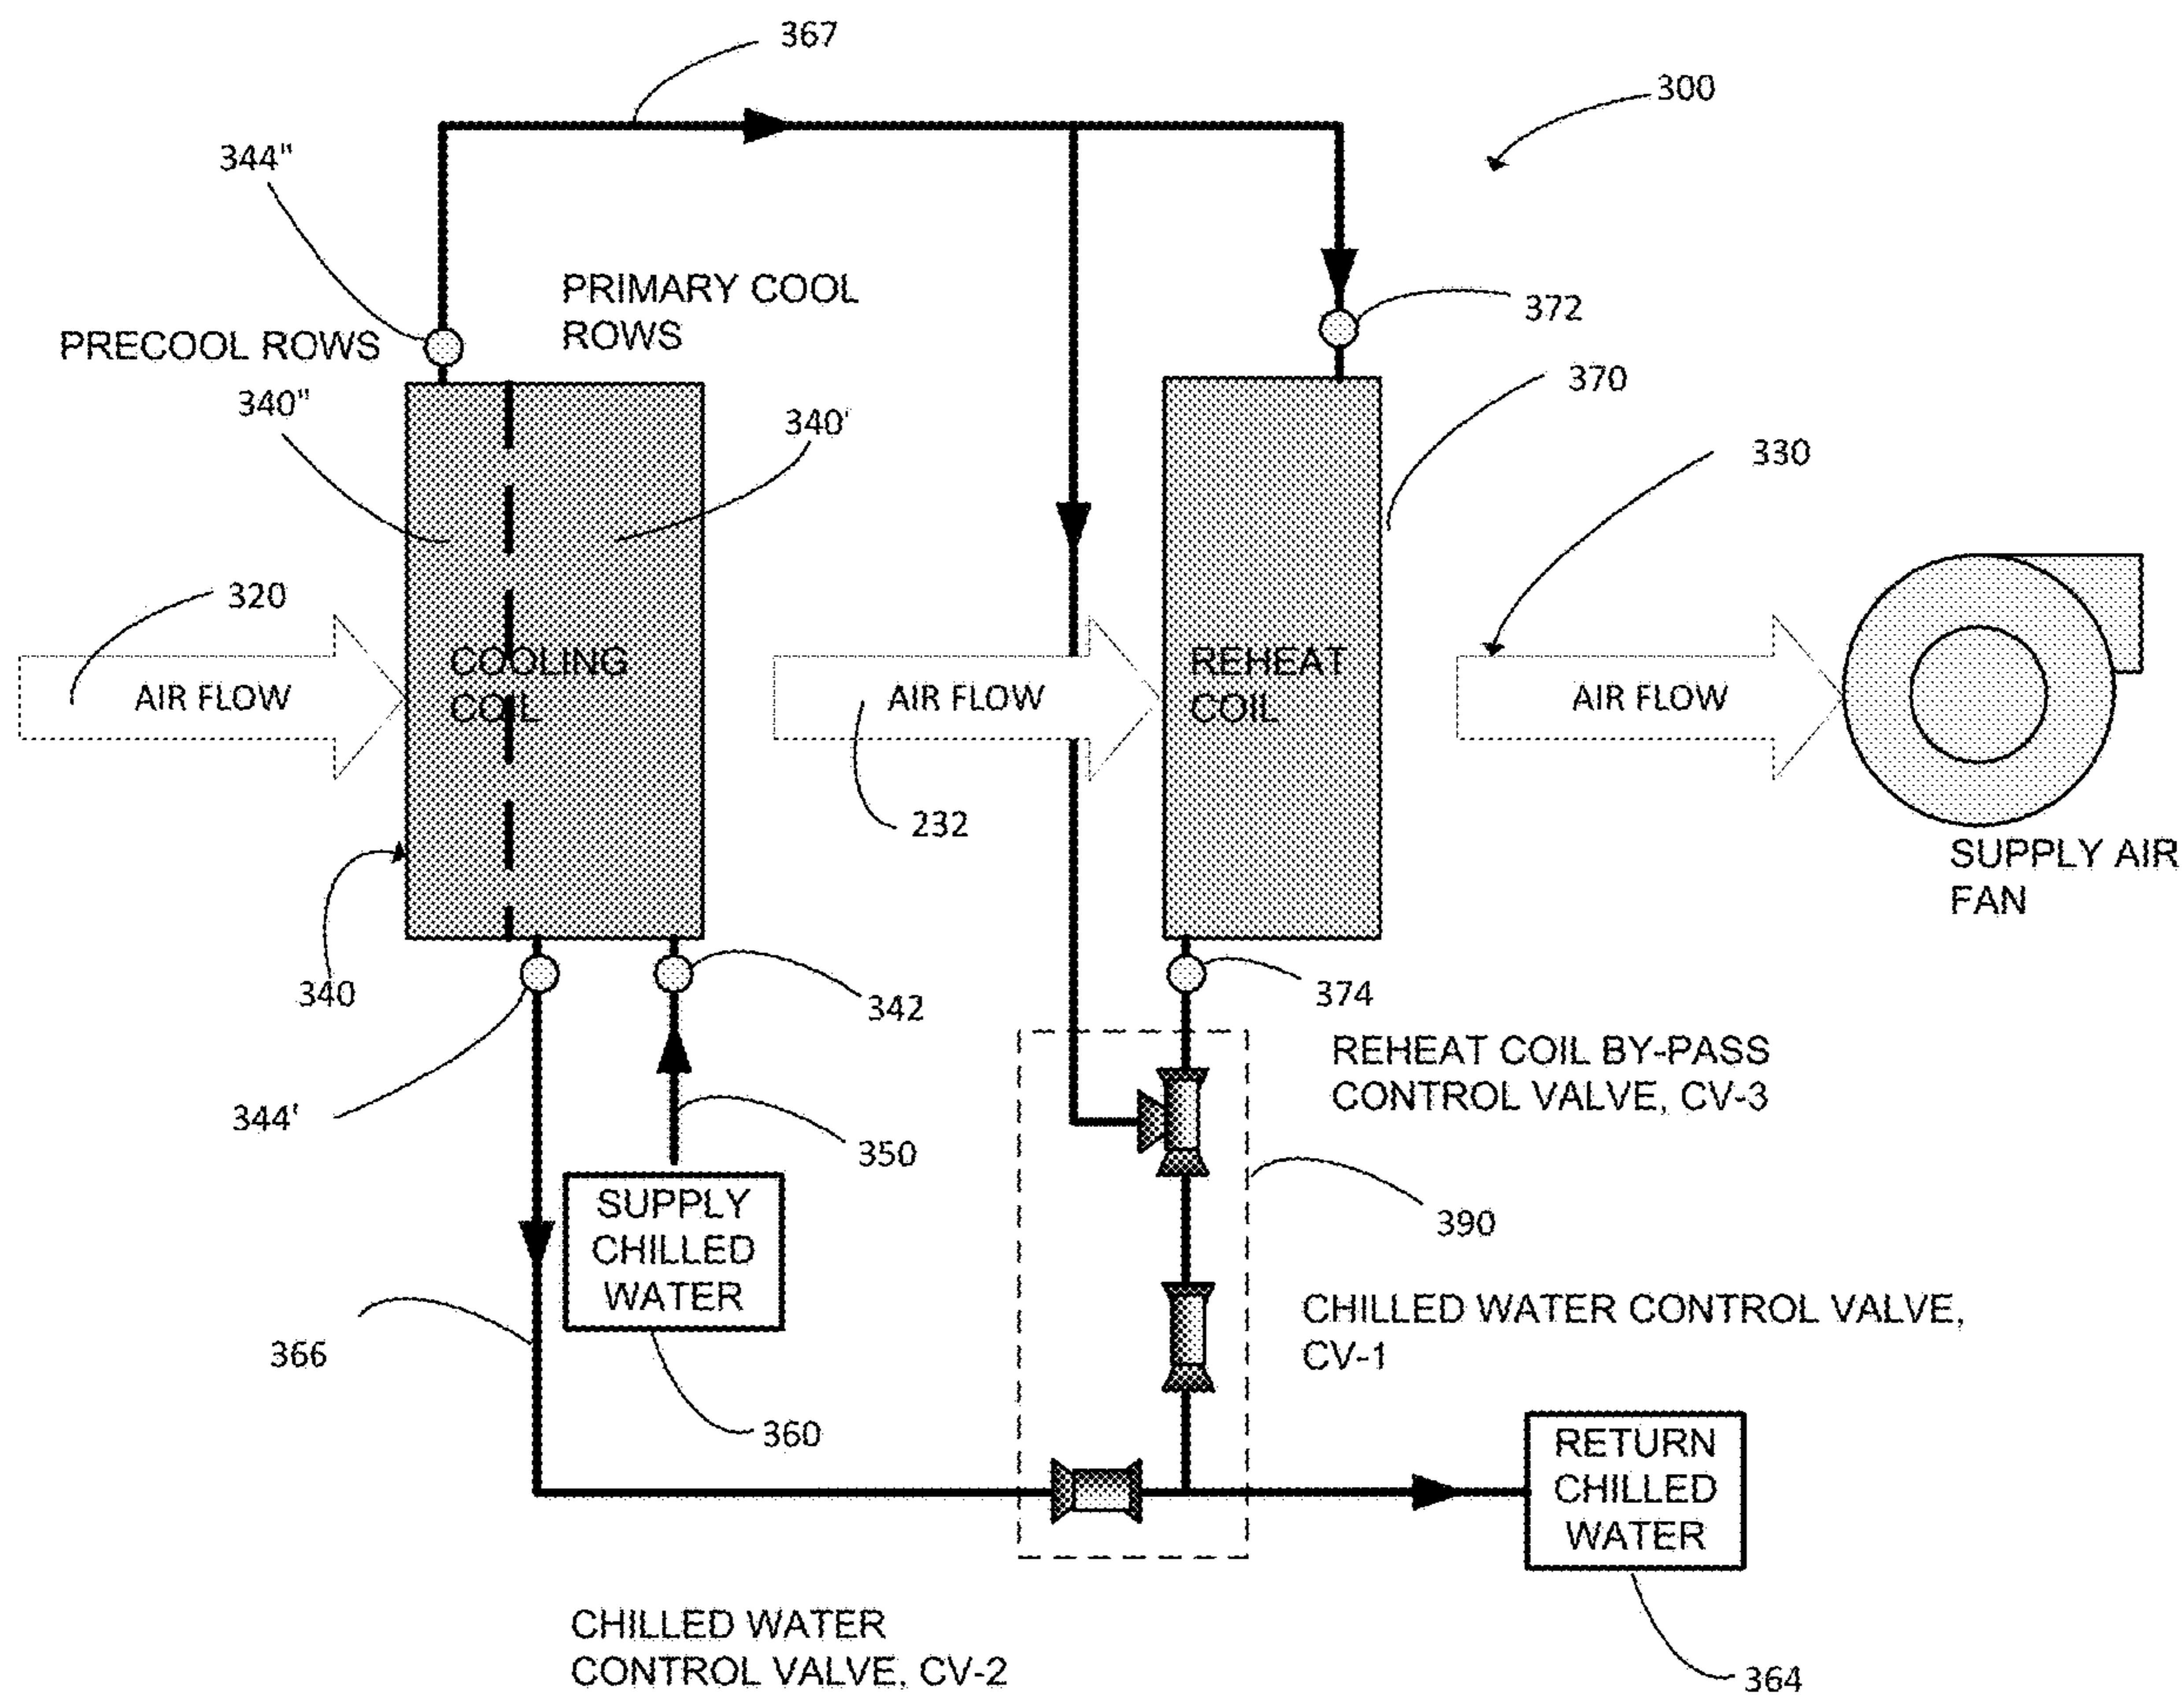 367
300
344"
PRIMARY COOL
ROWS
372
PRECOOL ROWS
370
340"
340'
330
320
COOLING
COIL
REHEAT
COIL
AIR FLOW
AIR FLOW
AIR FLOW
232
SUPPLY AIR
FAN
340
342
374
REHEAT COIL BY-PASS
CONTROL VALVE, CV-3
344'
350
SUPPLY
CHILLED
WATER
390
CHILLED WATER CONTROL VALVE,
CV-1
366
360
RETURN
CHILLED
WATER
CHILLED WATER
CONTROL VALVE, CV-2
364